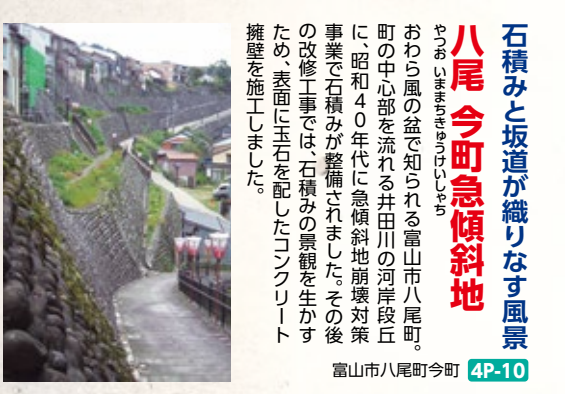 石積みと坂道が織りなす風景
八尾 今町急傾斜地
やつお いままちきゅうけいしゃち
おわら風の盆で知られる富山市八尾町。
町の中心部を流れる井田川の河岸段丘
に、昭和40年代に急傾斜地崩壊対策
事業で石積みが整備されました。その後
の改修工事では、石積みの景観を生かす
ため、表面に玉石を配したコンクリート
擁壁を施工しました。
富山市八尾町今町 4P-10